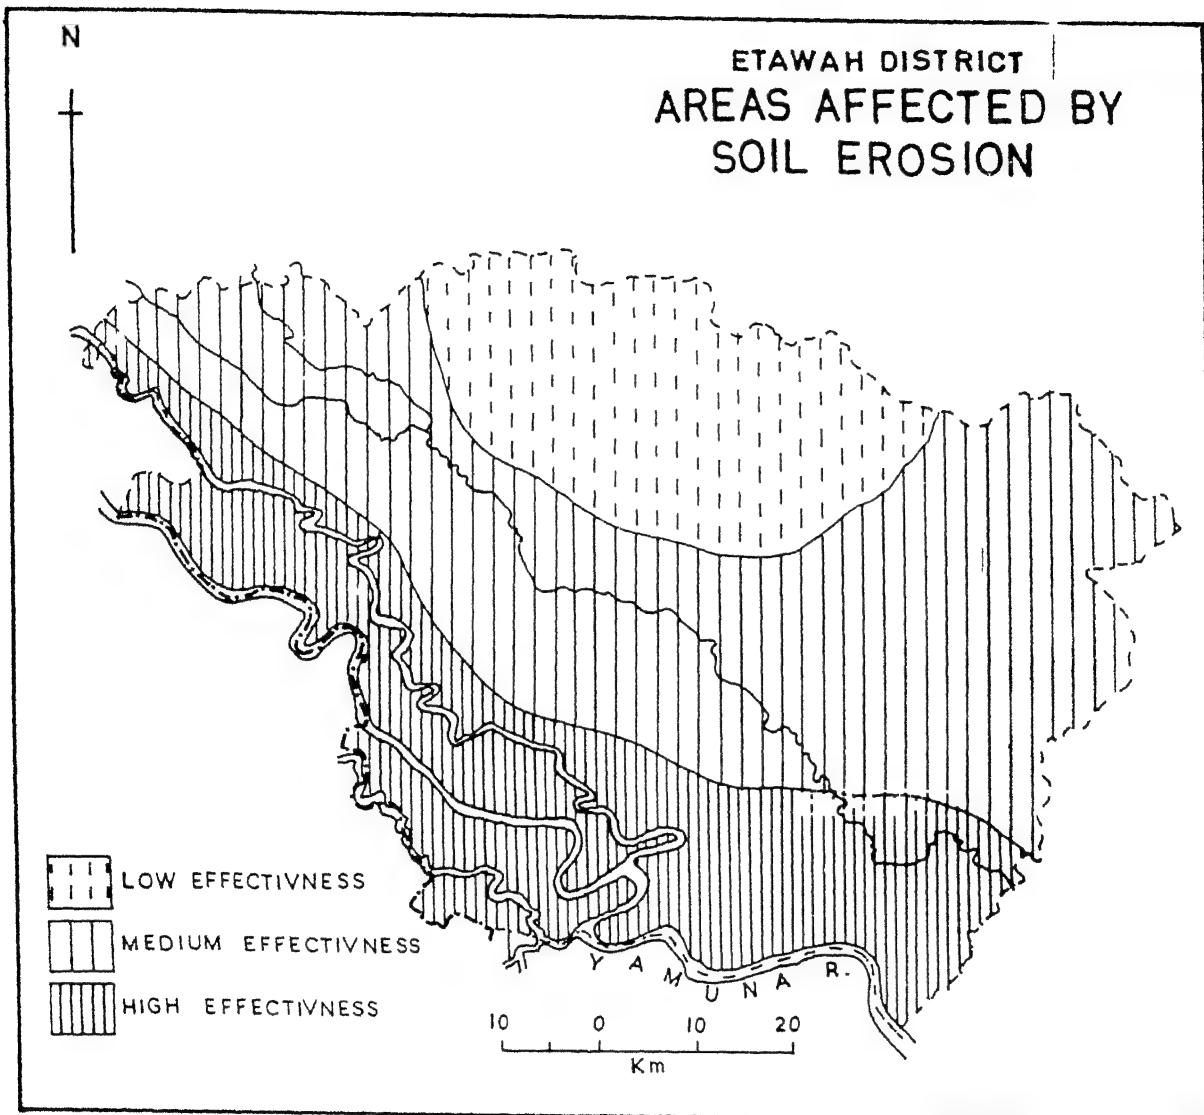 N
ETAWAH DISTRICT
AREAS AFFECTED BY
SOIL EROSION
LOW EFFECTIVNESS
MEDIUM EFFECTIVNESS
HIGH EFFECTIVNESS
YAMUNA R.
10 0 10 20
Km